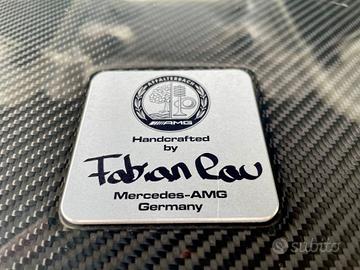 AFFALTERBACH
AMG
Handcrafted
by
Fabian Rau
Mercedes-AMG
Germany
subito